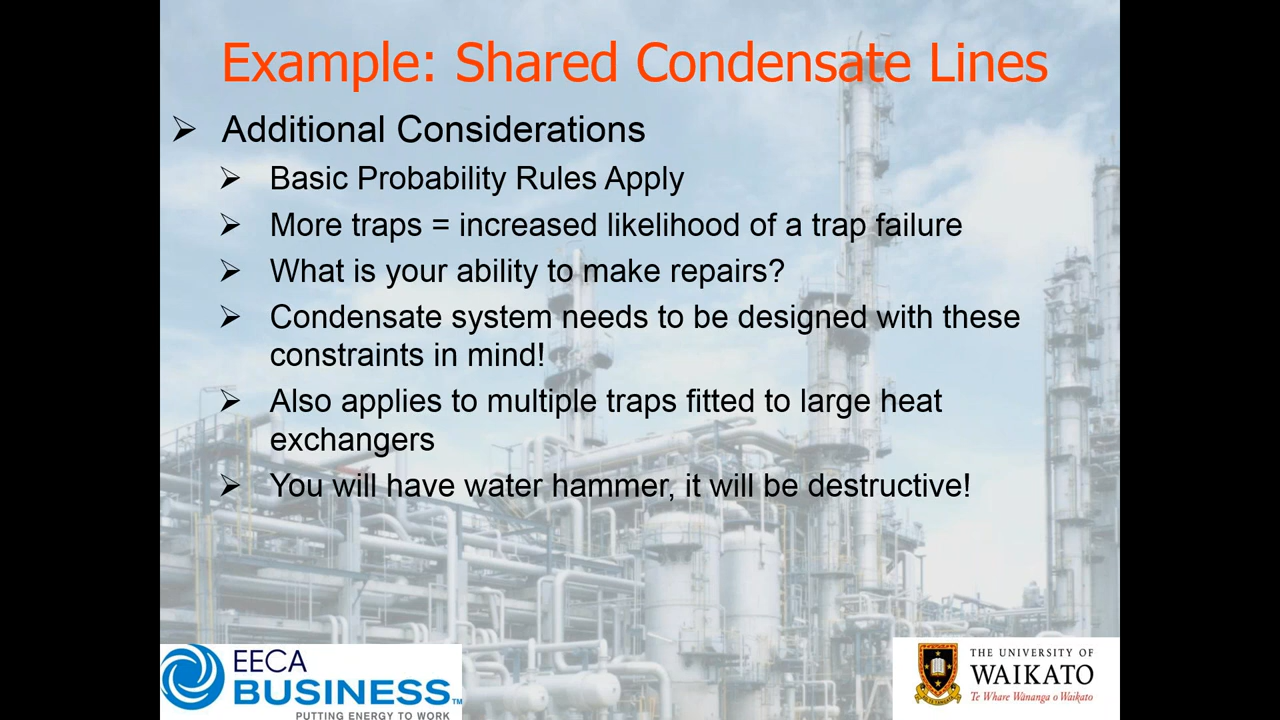 Example: Shared Condensate Lines
Additional Considerations
Basic Probability Rules Apply
More traps = increased likelihood of a trap failure
What is your ability to make repairs?
Condensate system needs to be designed with these
constraints in mind!
Also applies to multiple traps fitted to large heat
exchangers
You will have water hammer, it will be destructive!
EECA
BUSINESS™
PUTTING ENERGY TO WORK
THE UNIVERSITY OF
WAIKATO
Te Whare Wānanga o Waikato